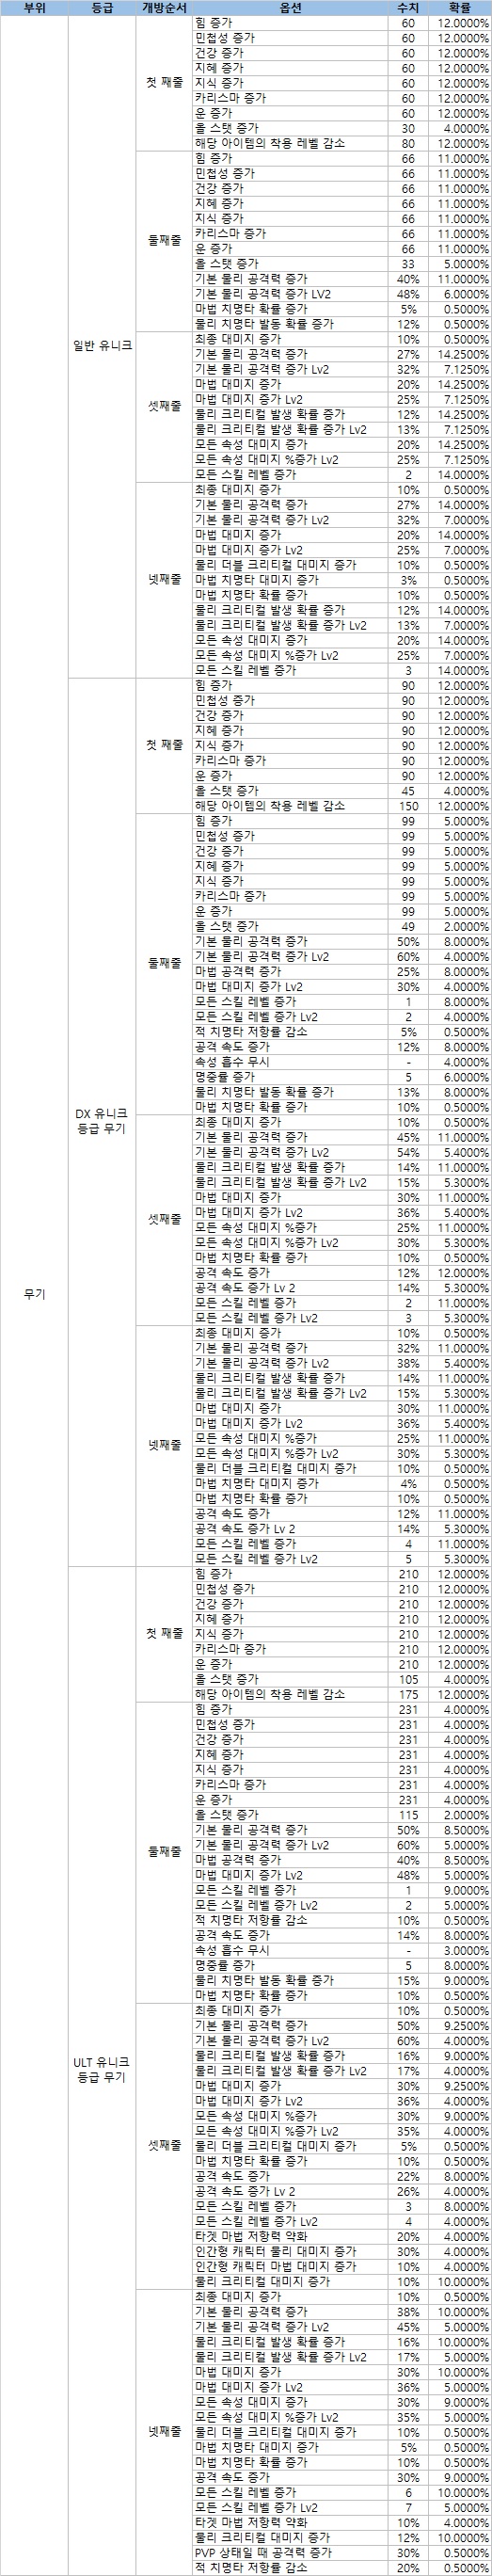 부위 등급 개방순서 옵션 수치 확률
무기
일반 유니크
첫 째줄
힘 증가 60 12.0000%
민첩성 증가 60 12.0000%
건강 증가 60 12.0000%
지혜 증가 60 12.0000%
지식 증가 60 12.0000%
카리스마 증가 60 12.0000%
운 증가 60 12.0000%
올 스탯 증가 30 4.0000%
해당 아이템의 착용 레벨 감소 80 12.0000%
둘째줄
힘 증가 66 11.0000%
민첩성 증가 66 11.0000%
건강 증가 66 11.0000%
지혜 증가 66 11.0000%
지식 증가 66 11.0000%
카리스마 증가 66 11.0000%
운 증가 66 11.0000%
올 스탯 증가 33 5.0000%
기본 물리 공격력 증가 40% 11.0000%
기본 물리 공격력 증가 LV2 48% 6.0000%
마법 치명타 확률 증가 5% 0.5000%
물리 치명타 발동 확률 증가 12% 0.5000%
셋째줄
최종 대미지 증가 10% 0.5000%
기본 물리 공격력 증가 27% 14.2500%
기본 물리 공격력 증가 Lv2 32% 7.1250%
마법 대미지 증가 20% 14.2500%
마법 대미지 증가 Lv2 25% 7.1250%
물리 크리티컬 발생 확률 증가 12% 14.2500%
물리 크리티컬 발생 확률 증가 Lv2 13% 7.1250%
모든 속성 대미지 증가 20% 14.2500%
모든 속성 대미지 %증가 Lv2 25% 7.1250%
모든 스킬 레벨 증가 2 14.0000%
넷째줄
최종 대미지 증가 10% 0.5000%
기본 물리 공격력 증가 27% 14.0000%
기본 물리 공격력 증가 Lv2 32% 7.0000%
마법 대미지 증가 20% 14.0000%
마법 대미지 증가 Lv2 25% 7.0000%
물리 더블 크리티컬 대미지 증가 10% 0.5000%
마법 치명타 대미지 증가 3% 0.5000%
마법 치명타 확률 증가 10% 0.5000%
물리 크리티컬 발생 확률 증가 12% 14.0000%
물리 크리티컬 발생 확률 증가 Lv2 13% 7.0000%
모든 속성 대미지 증가 20% 14.0000%
모든 속성 대미지 %증가 Lv2 25% 7.0000%
모든 스킬 레벨 증가 3 14.0000%
DX 유니크
등급 무기
첫 째줄
힘 증가 90 12.0000%
민첩성 증가 90 12.0000%
건강 증가 90 12.0000%
지혜 증가 90 12.0000%
지식 증가 90 12.0000%
카리스마 증가 90 12.0000%
운 증가 90 12.0000%
올 스탯 증가 45 4.0000%
해당 아이템의 착용 레벨 감소 150 12.0000%
둘째줄
힘 증가 99 5.0000%
민첩성 증가 99 5.0000%
건강 증가 99 5.0000%
지혜 증가 99 5.0000%
지식 증가 99 5.0000%
카리스마 증가 99 5.0000%
운 증가 99 5.0000%
올 스탯 증가 49 2.0000%
기본 물리 공격력 증가 50% 8.0000%
기본 물리 공격력 증가 Lv2 60% 4.0000%
마법 공격력 증가 25% 8.0000%
마법 대미지 증가 Lv2 30% 4.0000%
모든 스킬 레벨 증가 1 8.0000%
모든 스킬 레벨 증가 Lv2 2 4.0000%
적 치명타 저항률 감소 5% 0.5000%
공격 속도 증가 12% 8.0000%
속성 흡수 무시 - 4.0000%
명중률 증가 5 6.0000%
물리 치명타 발동 확률 증가 13% 8.0000%
마법 치명타 확률 증가 10% 0.5000%
셋째줄
최종 대미지 증가 10% 0.5000%
기본 물리 공격력 증가 45% 11.0000%
기본 물리 공격력 증가 Lv2 54% 5.4000%
물리 크리티컬 발생 확률 증가 14% 11.0000%
물리 크리티컬 발생 확률 증가 Lv2 15% 5.3000%
마법 대미지 증가 30% 11.0000%
마법 대미지 증가 Lv2 36% 5.4000%
모든 속성 대미지 %증가 25% 11.0000%
모든 속성 대미지 %증가 Lv2 30% 5.3000%
마법 치명타 확률 증가 10% 0.5000%
공격 속도 증가 12% 12.0000%
공격 속도 증가 Lv 2 14% 5.3000%
모든 스킬 레벨 증가 2 11.0000%
모든 스킬 레벨 증가 Lv2 3 5.3000%
넷째줄
최종 대미지 증가 10% 0.5000%
기본 물리 공격력 증가 32% 11.0000%
기본 물리 공격력 증가 Lv2 38% 5.4000%
물리 크리티컬 발생 확률 증가 14% 11.0000%
물리 크리티컬 발생 확률 증가 Lv2 15% 5.3000%
마법 대미지 증가 30% 11.0000%
마법 대미지 증가 Lv2 36% 5.4000%
모든 속성 대미지 %증가 25% 11.0000%
모든 속성 대미지 %증가 Lv2 30% 5.3000%
물리 더블 크리티컬 대미지 증가 10% 0.5000%
마법 치명타 대미지 증가 4% 0.5000%
마법 치명타 확률 증가 10% 0.5000%
공격 속도 증가 12% 11.0000%
공격 속도 증가 Lv 2 14% 5.3000%
모든 스킬 레벨 증가 4 11.0000%
모든 스킬 레벨 증가 Lv2 5 5.3000%
ULT 유니크
등급 무기
첫 째줄
힘 증가 210 12.0000%
민첩성 증가 210 12.0000%
건강 증가 210 12.0000%
지혜 증가 210 12.0000%
지식 증가 210 12.0000%
카리스마 증가 210 12.0000%
운 증가 210 12.0000%
올 스탯 증가 105 4.0000%
해당 아이템의 착용 레벨 감소 175 12.0000%
둘째줄
힘 증가 231 4.0000%
민첩성 증가 231 4.0000%
건강 증가 231 4.0000%
지혜 증가 231 4.0000%
지식 증가 231 4.0000%
카리스마 증가 231 4.0000%
운 증가 231 4.0000%
올 스탯 증가 115 2.0000%
기본 물리 공격력 증가 50% 8.5000%
기본 물리 공격력 증가 Lv2 60% 5.0000%
마법 공격력 증가 40% 8.5000%
마법 대미지 증가 Lv2 48% 5.0000%
모든 스킬 레벨 증가 1 9.0000%
모든 스킬 레벨 증가 Lv2 2 5.0000%
적 치명타 저항률 감소 10% 0.5000%
공격 속도 증가 14% 8.0000%
속성 흡수 무시 - 3.0000%
명중률 증가 5 8.0000%
물리 치명타 발동 확률 증가 15% 9.0000%
마법 치명타 확률 증가 10% 0.5000%
셋째줄
최종 대미지 증가 10% 0.5000%
기본 물리 공격력 증가 50% 9.2500%
기본 물리 공격력 증가 Lv2 60% 4.0000%
물리 크리티컬 발생 확률 증가 16% 9.0000%
물리 크리티컬 발생 확률 증가 Lv2 17% 4.0000%
마법 대미지 증가 30% 9.2500%
마법 대미지 증가 Lv2 36% 4.0000%
모든 속성 대미지 %증가 30% 9.0000%
모든 속성 대미지 %증가 Lv2 35% 4.0000%
물리 더블 크리티컬 대미지 증가 5% 0.5000%
마법 치명타 확률 증가 10% 0.5000%
공격 속도 증가 22% 8.0000%
공격 속도 증가 Lv 2 26% 4.0000%
모든 스킬 레벨 증가 3 8.0000%
모든 스킬 레벨 증가 Lv2 4 4.0000%
타겟 마법 저항력 약화 20% 4.0000%
인간형 캐릭터 물리 대미지 증가 30% 4.0000%
인간형 캐릭터 마법 대미지 증가 10% 4.0000%
물리 크리티컬 대미지 증가 10% 10.0000%
넷째줄
최종 대미지 증가 10% 0.5000%
기본 물리 공격력 증가 38% 10.0000%
기본 물리 공격력 증가 Lv2 45% 5.0000%
물리 크리티컬 발생 확률 증가 16% 10.0000%
물리 크리티컬 발생 확률 증가 Lv2 17% 5.0000%
마법 대미지 증가 30% 10.0000%
마법 대미지 증가 Lv2 36% 5.0000%
모든 속성 대미지 증가 30% 9.0000%
모든 속성 대미지 %증가 Lv2 35% 5.0000%
물리 더블 크리티컬 대미지 증가 10% 0.5000%
마법 치명타 대미지 증가 5% 0.5000%
마법 치명타 확률 증가 10% 0.5000%
공격 속도 증가 30% 9.0000%
모든 스킬 레벨 증가 6 10.0000%
모든 스킬 레벨 증가 Lv2 7 5.0000%
타겟 마법 저항력 약화 10% 4.0000%
물리 크리티컬 대미지 증가 12% 10.0000%
PVP 상태일 때 공격력 증가 30% 0.5000%
적 치명타 저항률 감소 20% 0.5000%